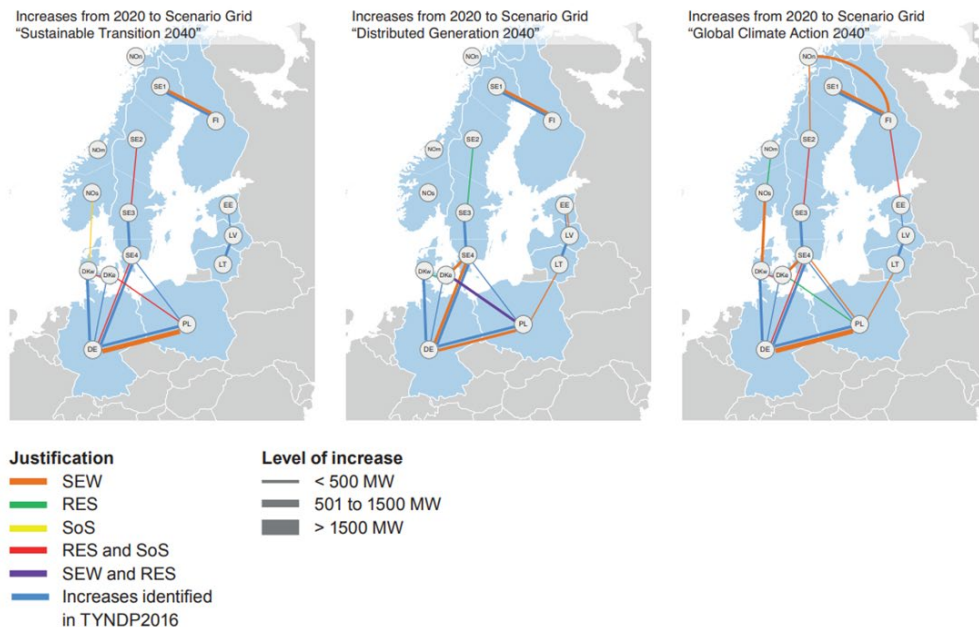 Increases from 2020 to Scenario Grid
“Sustainable Transition 2040”
NOn
SE1
FI
SE2
NOm
NOs
SE3
EE
LV
SE4
LT
DKw
DKe
PL
DE
Increases from 2020 to Scenario Grid
“Distributed Generation 2040”
NOn
SE1
FI
SE2
NOm
NOs
SE3
EE
LV
SE4
LT
DKw
DKe
PL
DE
Increases from 2020 to Scenario Grid
“Global Climate Action 2040”
NOn
SE1
FI
SE2
NOm
NOs
SE3
EE
LV
SE4
LT
DKw
DKe
PL
DE
Justification
SEW
RES
SoS
RES and SoS
SEW and RES
Increases identified
in TYNDP2016
Level of increase
< 500 MW
501 to 1500 MW
> 1500 MW